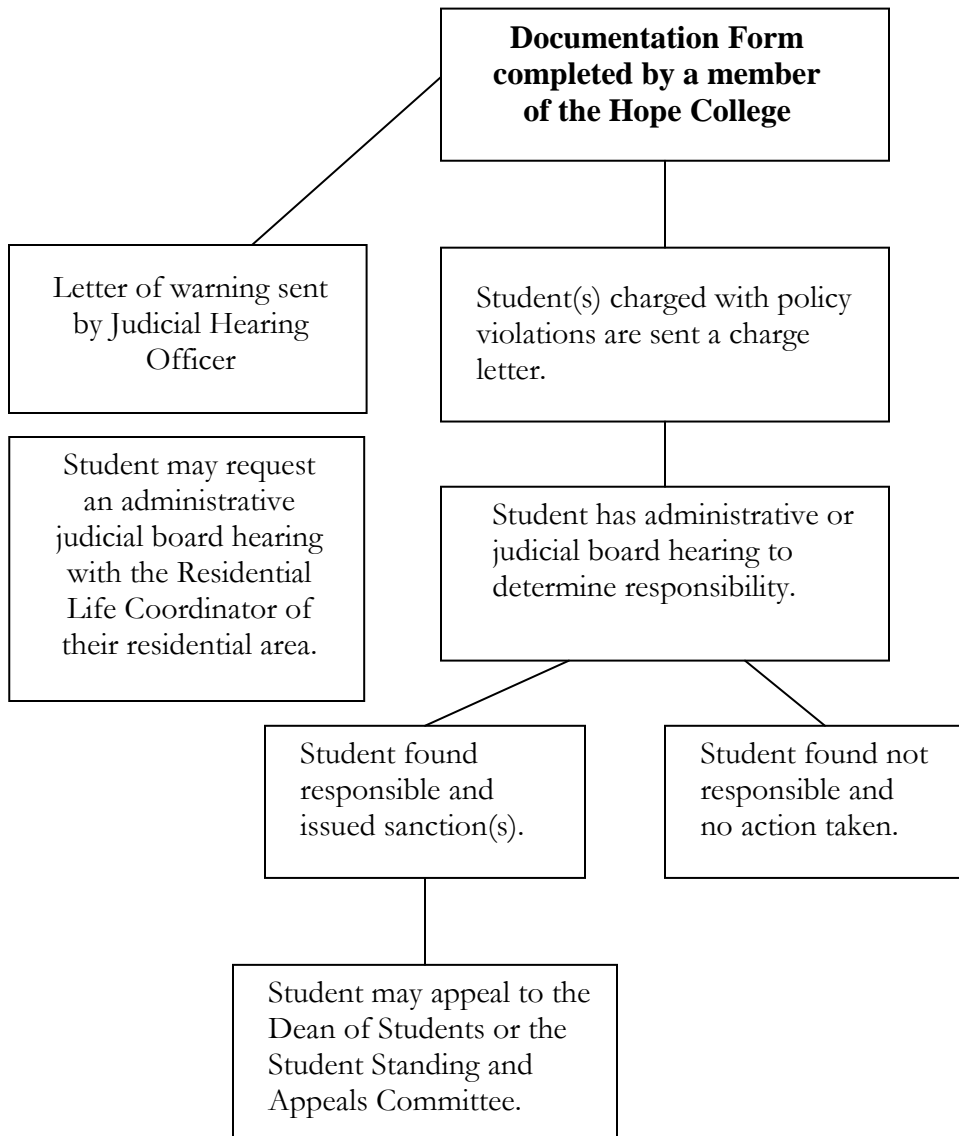 Documentation Form
completed by a member
of the Hope College
Letter of warning sent
by Judicial Hearing
Officer
Student(s) charged with policy
violations are sent a charge
letter.
Student may request
an administrative
judicial board hearing
with the Residential
Life Coordinator of
their residential area.
Student has administrative or
judicial board hearing to
determine responsibility.
Student found
responsible and
issued sanction(s).
Student found not
responsible and
no action taken.
Student may appeal to the
Dean of Students or the
Student Standing and
Appeals Committee.